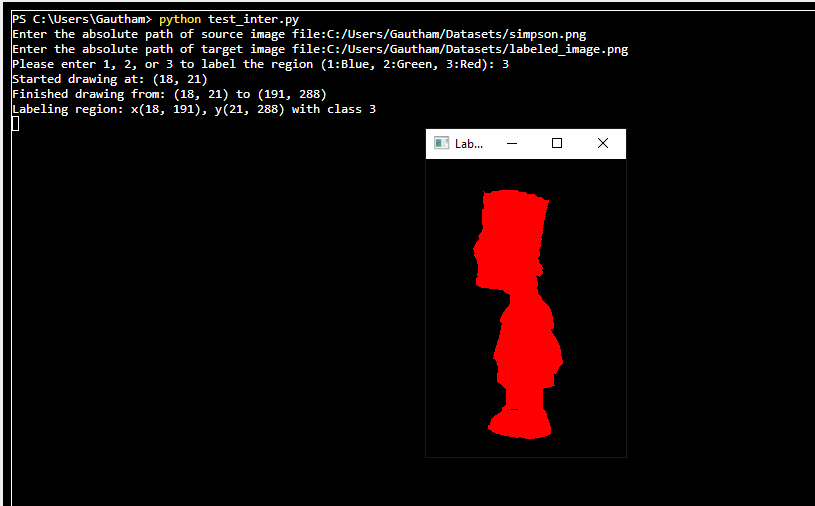 PS C:\Users\Gautham> python test_inter.py
Enter the absolute path of source image file:C:/Users/Gautham/Datasets/simpson.png
Enter the absolute path of target image file:C:/Users/Gautham/Datasets/labeled_image.png
Please enter 1, 2, or 3 to label the region (1:Blue, 2:Green, 3:Red): 3
Started drawing at: (18, 21)
Finished drawing from: (18, 21) to (191, 288)
Labeling region: x(18, 191), y(21, 288) with class 3
Lab...